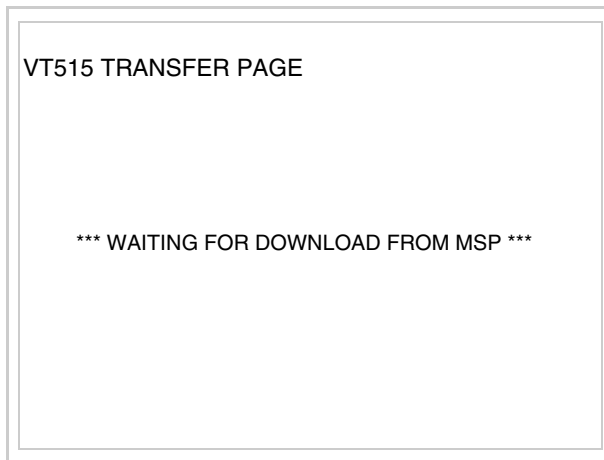 VT515 TRANSFER PAGE
*** WAITING FOR DOWNLOAD FROM MSP ***